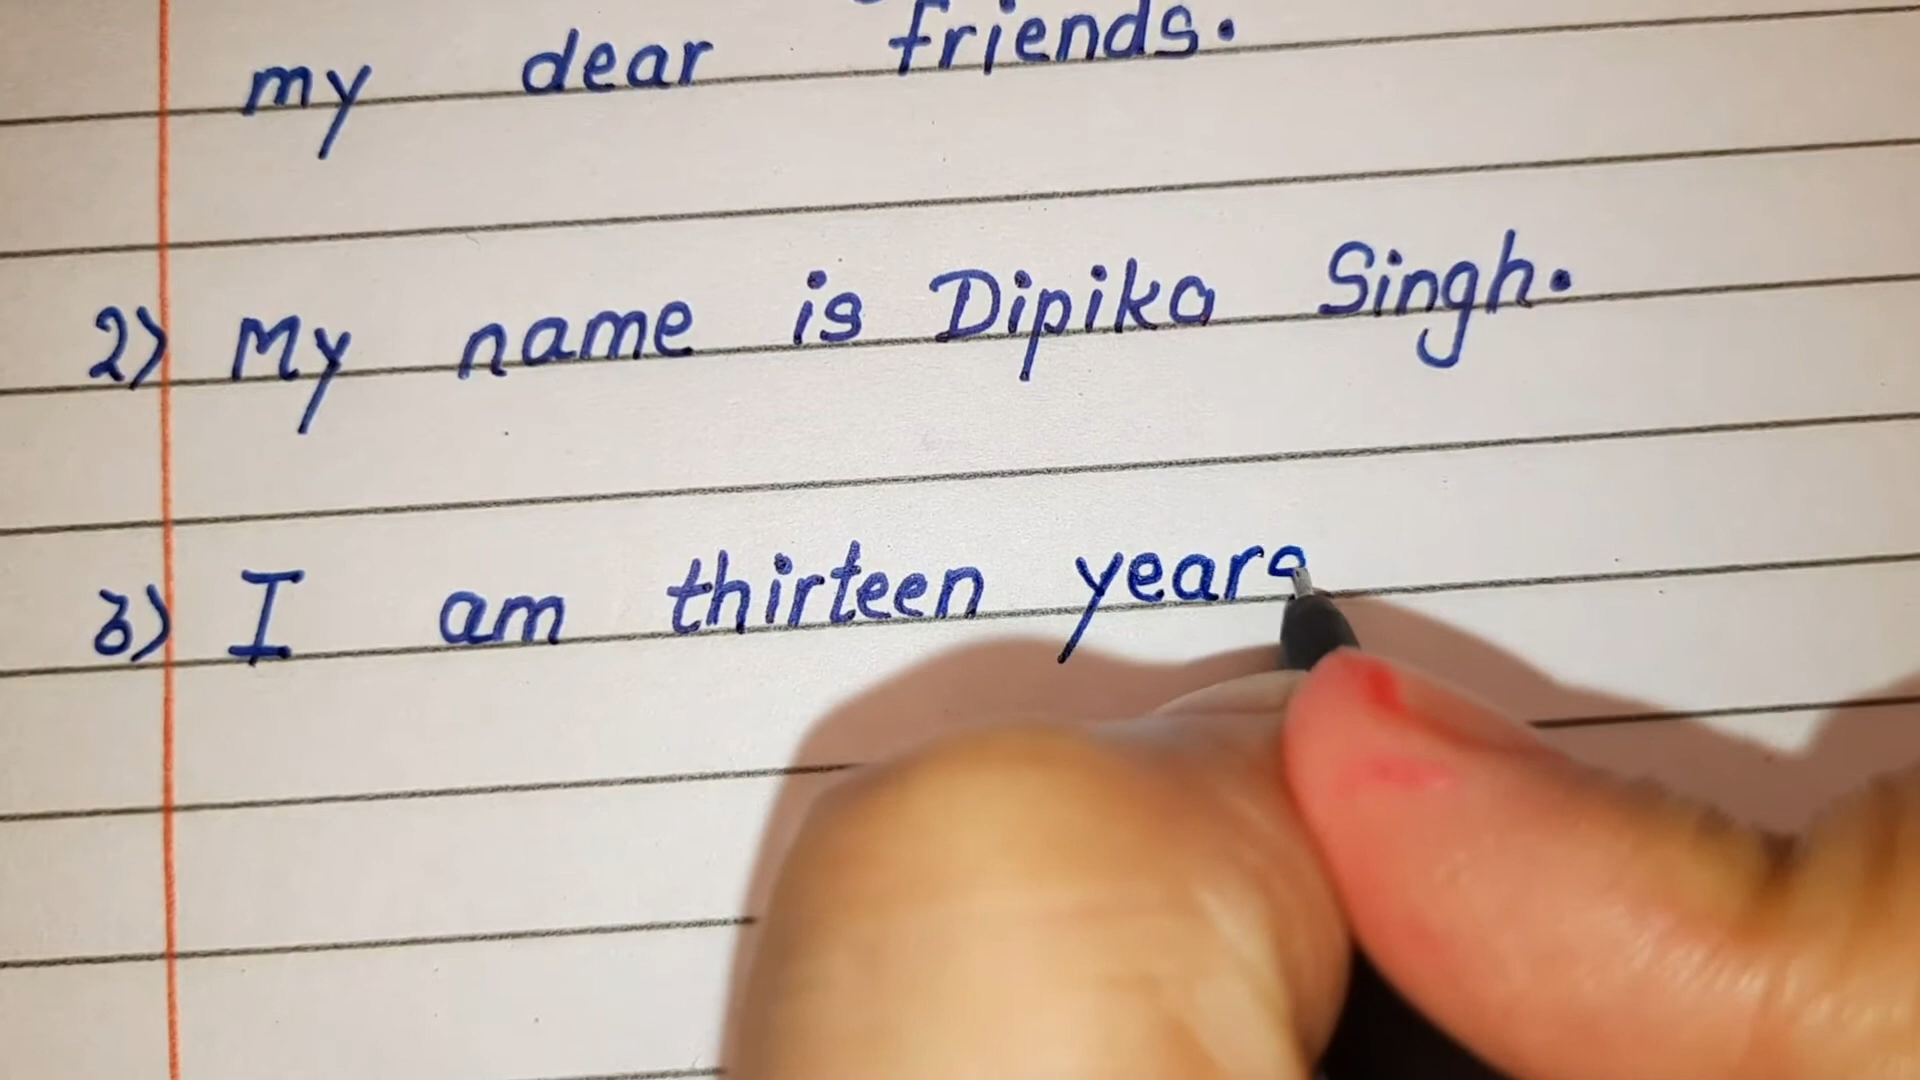 my dear friends.
2) My name is Dipika Singh.
3) I am thirteen years